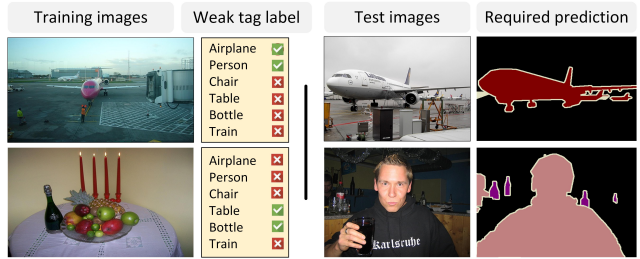 Training images
Weak tag label
Test images
Required prediction
Airplane
Person
Chair
Table
Bottle
Train
Airplane
Person
Chair
Table
Bottle
Train
Karlsruhe